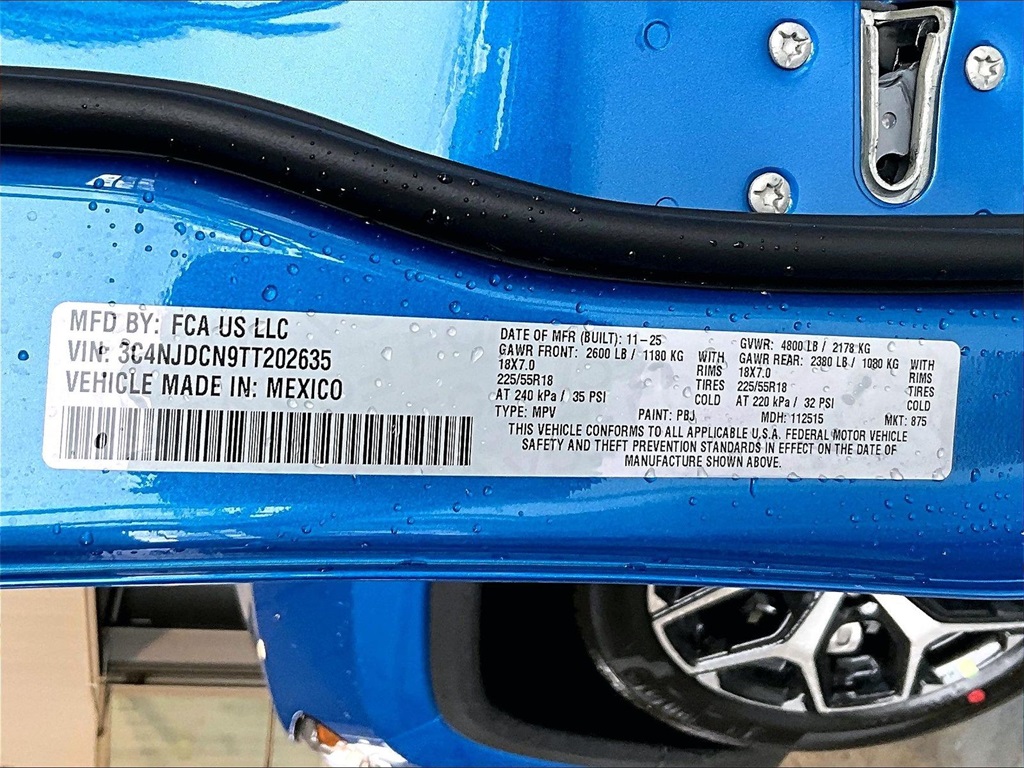 MFD BY: FCA US LLC
VIN: 3C4NJDCN9TT202635
VEHICLE MADE IN: MEXICO
DATE OF MFR (BUILT): 11-25 GVWR: 4800 LB / 2178 KG
GAWR FRONT: 2600 LB / 1180 KG WITH GAWR REAR: 2380 LB / 1080 KG WITH
18X7.0 RIMS 18X7.0 RIMS
225/55R18 TIRES 225/55R18 TIRES
AT 240 kPa / 35 PSI COLD AT 220 kPa / 32 PSI COLD
TYPE: MPV PAINT: PBJ MDH: 112515 MKT: 875
THIS VEHICLE CONFORMS TO ALL APPLICABLE U.S.A. FEDERAL MOTOR VEHICLE
SAFETY AND THEFT PREVENTION STANDARDS IN EFFECT ON THE DATE OF
MANUFACTURE SHOWN ABOVE.